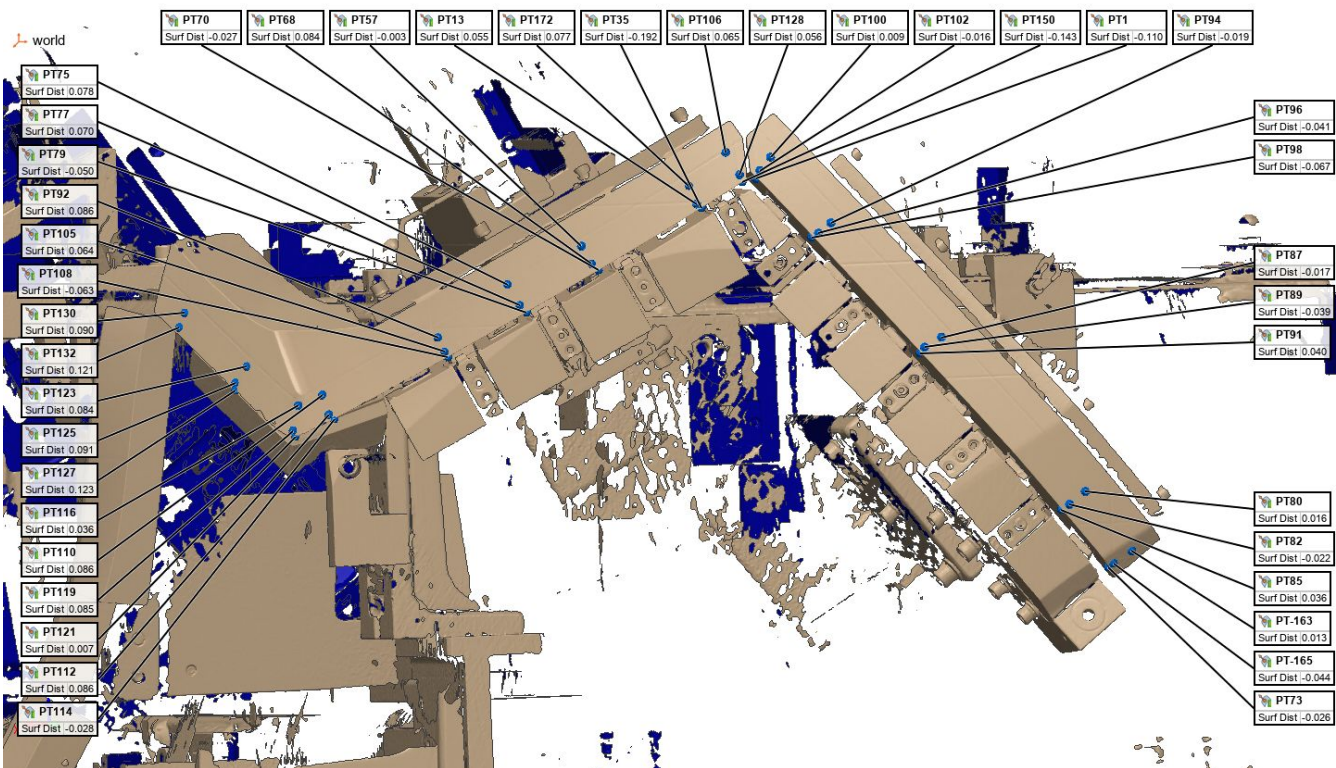 PT70
Surf Dist -0.027
PT68
Surf Dist 0.084
PT57
Surf Dist -0.003
PT13
Surf Dist 0.055
PT172
Surf Dist 0.077
PT35
Surf Dist -0.192
PT106
Surf Dist 0.065
PT128
Surf Dist 0.056
PT100
Surf Dist 0.009
PT102
Surf Dist -0.016
PT150
Surf Dist -0.143
PT1
Surf Dist -0.110
PT94
Surf Dist -0.019
world
PT75
Surf Dist 0.078
PT77
Surf Dist 0.070
PT79
Surf Dist -0.050
PT92
Surf Dist 0.086
PT105
Surf Dist 0.064
PT108
Surf Dist -0.063
PT130
Surf Dist 0.090
PT132
Surf Dist 0.121
PT123
Surf Dist 0.084
PT125
Surf Dist 0.091
PT127
Surf Dist 0.123
PT116
Surf Dist 0.036
PT110
Surf Dist 0.086
PT119
Surf Dist 0.085
PT121
Surf Dist 0.007
PT112
Surf Dist 0.086
PT114
Surf Dist -0.028
PT96
Surf Dist -0.041
PT98
Surf Dist -0.067
PT87
Surf Dist -0.017
PT89
Surf Dist -0.039
PT91
Surf Dist 0.040
PT80
Surf Dist 0.016
PT82
Surf Dist -0.022
PT85
Surf Dist 0.036
PT-163
Surf Dist 0.013
PT-165
Surf Dist -0.044
PT73
Surf Dist -0.026